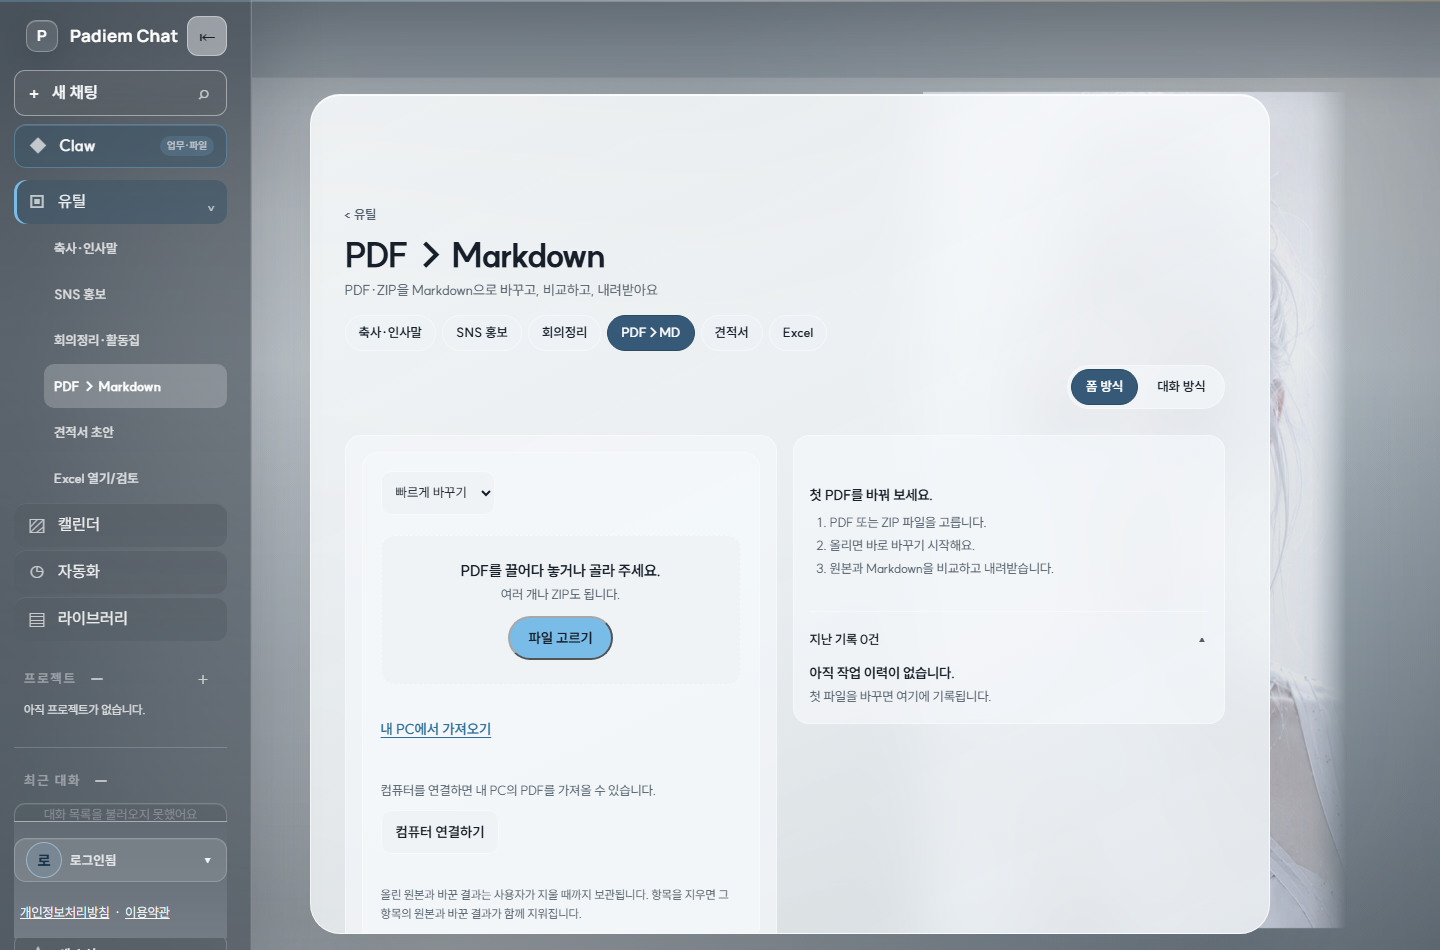 P Padiem Chat
+ 새 채팅
Claw 업무·파일
유틸
축사·인사말
SNS 홍보
회의정리·활동집
PDF > Markdown
견적서 초안
Excel 열기/검토
캘린더
자동화
라이브러리
프로젝트 — +
아직 프로젝트가 없습니다.
최근 대화 —
대화 목록을 불러오지 못했어요
로 로그인됨
개인정보처리방침 · 이용약관
< 유틸
PDF > Markdown
PDF·ZIP을 Markdown으로 바꾸고, 비교하고, 내려받아요
축사·인사말 SNS 홍보 회의정리 PDF > MD 견적서 Excel
폼 방식 대화 방식
빠르게 바꾸기
PDF를 끌어다 놓거나 골라 주세요.
여러 개나 ZIP도 됩니다.
파일 고르기
내 PC에서 가져오기
컴퓨터를 연결하면 내 PC의 PDF를 가져올 수 있습니다.
컴퓨터 연결하기
올린 원본과 바꾼 결과는 사용자가 지울 때까지 보관됩니다. 항목을 지우면 그
항목의 원본과 바꾼 결과가 함께 지워집니다.
첫 PDF를 바꿔 보세요.
1. PDF 또는 ZIP 파일을 고릅니다.
2. 올리면 바로 바꾸기 시작해요.
3. 원본과 Markdown을 비교하고 내려받습니다.
지난 기록 0건
아직 작업 이력이 없습니다.
첫 파일을 바꾸면 여기에 기록됩니다.